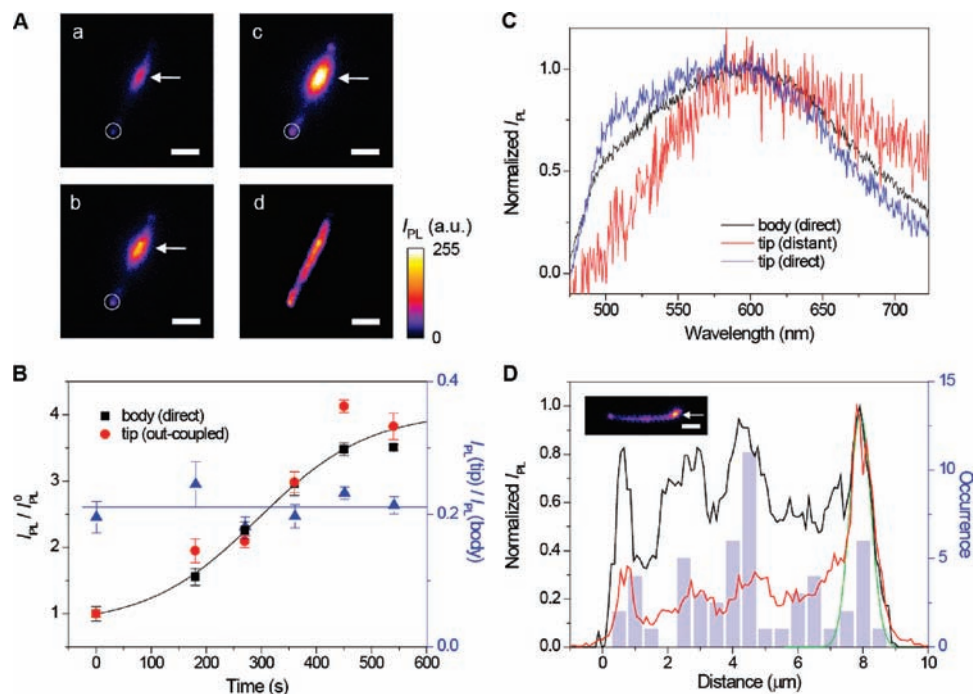 A
a
c
b
d
I_PL (a.u.)
255
0
B
body (direct)
tip (out-coupled)
I_PL / I⁰_PL
I_PL (tip) / I_PL (body)
4
3
2
1
0.4
0.2
0.0
0 100 200 300 400 500 600
Time (s)
C
Normalized I_PL
1.0
0.5
0.0
body (direct)
tip (distant)
tip (direct)
500 550 600 650 700
Wavelength (nm)
D
Normalized I_PL
1.0
0.8
0.6
0.4
0.2
0.0
15
10
5
0
Occurrence
0 2 4 6 8 10
Distance (μm)